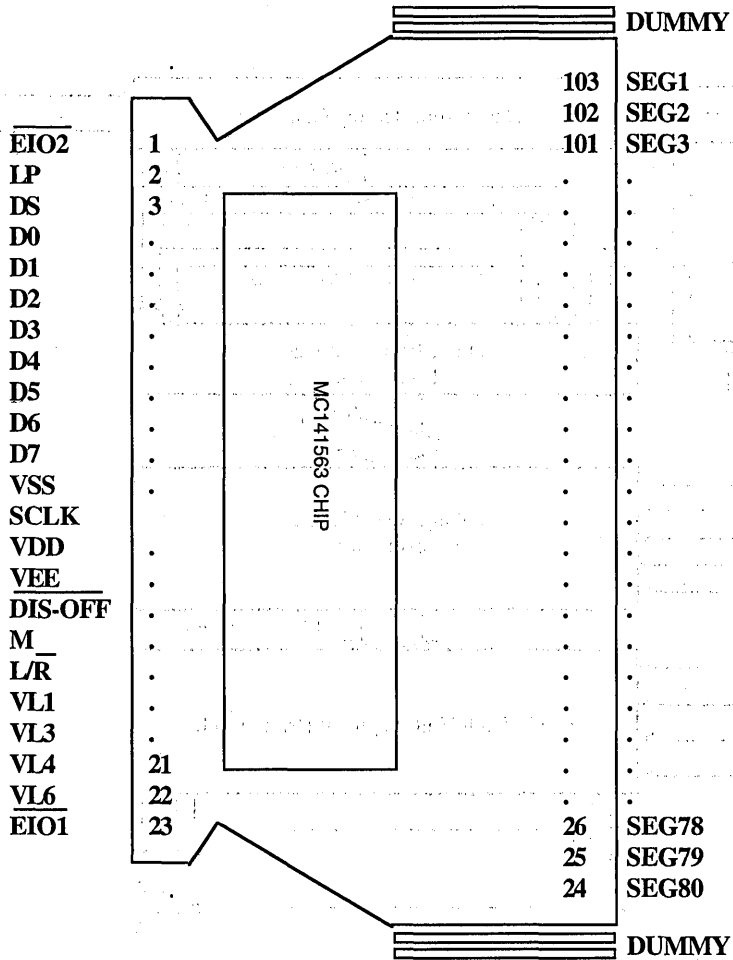 DUMMY
103 SEG1
102 SEG2
EIO2 1 101 SEG3
LP 2 . .
DS 3 . .
D0 . . .
D1 . . .
D2 . . .
D3 . . .
D4 . . .
D5 . . .
D6 . . .
D7 . . .
VSS . . .
SCLK . .
VDD . . .
VEE . . .
DIS-OFF . . .
M . . .
L/R . . .
VL1 . . .
VL3 . . .
VL4 21 . .
VL6 22 . .
EIO1 23 26 SEG78
25 SEG79
24 SEG80
DUMMY
MC141563 CHIP